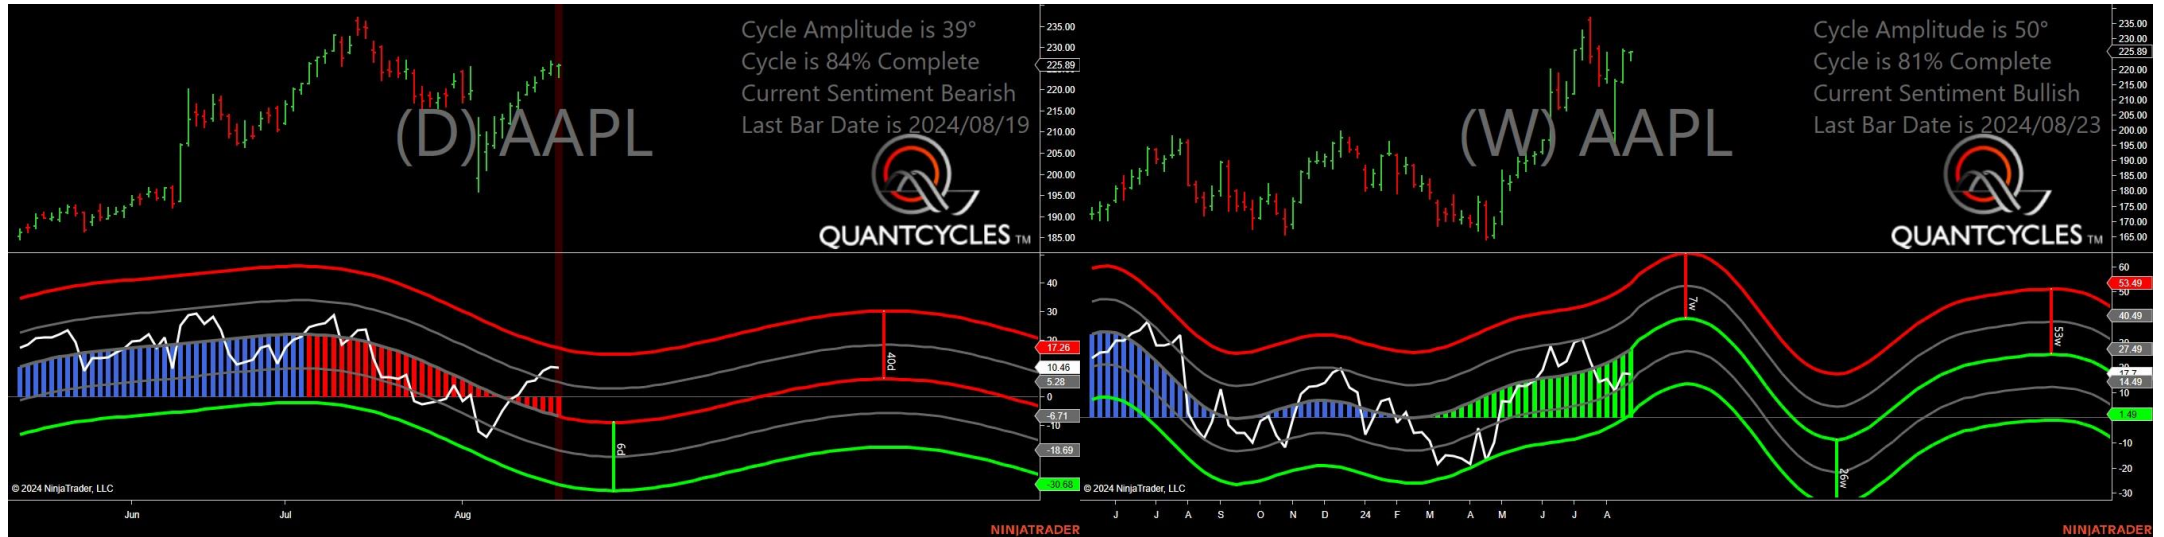 Cycle Amplitude is 39°
Cycle is 84% Complete
Current Sentiment Bearish
Last Bar Date is 2024/08/19
(D) AAPL
QUANTCYCLES TM
235.00
230.00
225.89
220.00
215.00
210.00
205.00
200.00
195.00
190.00
185.00
40
30
17.26
10.46
5.28
0
-6.71
-10
-18.69
-30.68
6d
40d
© 2024 NinjaTrader, LLC
Jun Jul Aug
NINJATRADER
Cycle Amplitude is 50°
Cycle is 81% Complete
Current Sentiment Bullish
Last Bar Date is 2024/08/23
(W) AAPL
QUANTCYCLES TM
235.00
230.00
225.89
220.00
215.00
210.00
205.00
200.00
195.00
190.00
185.00
180.00
175.00
170.00
165.00
60
53.49
50
40.49
27.49
17.7
14.49
10
1.49
-10
-20
-30
7w
26w
53w
© 2024 NinjaTrader, LLC
J J A S O N D 24 F M A M J J A
NINJATRADER